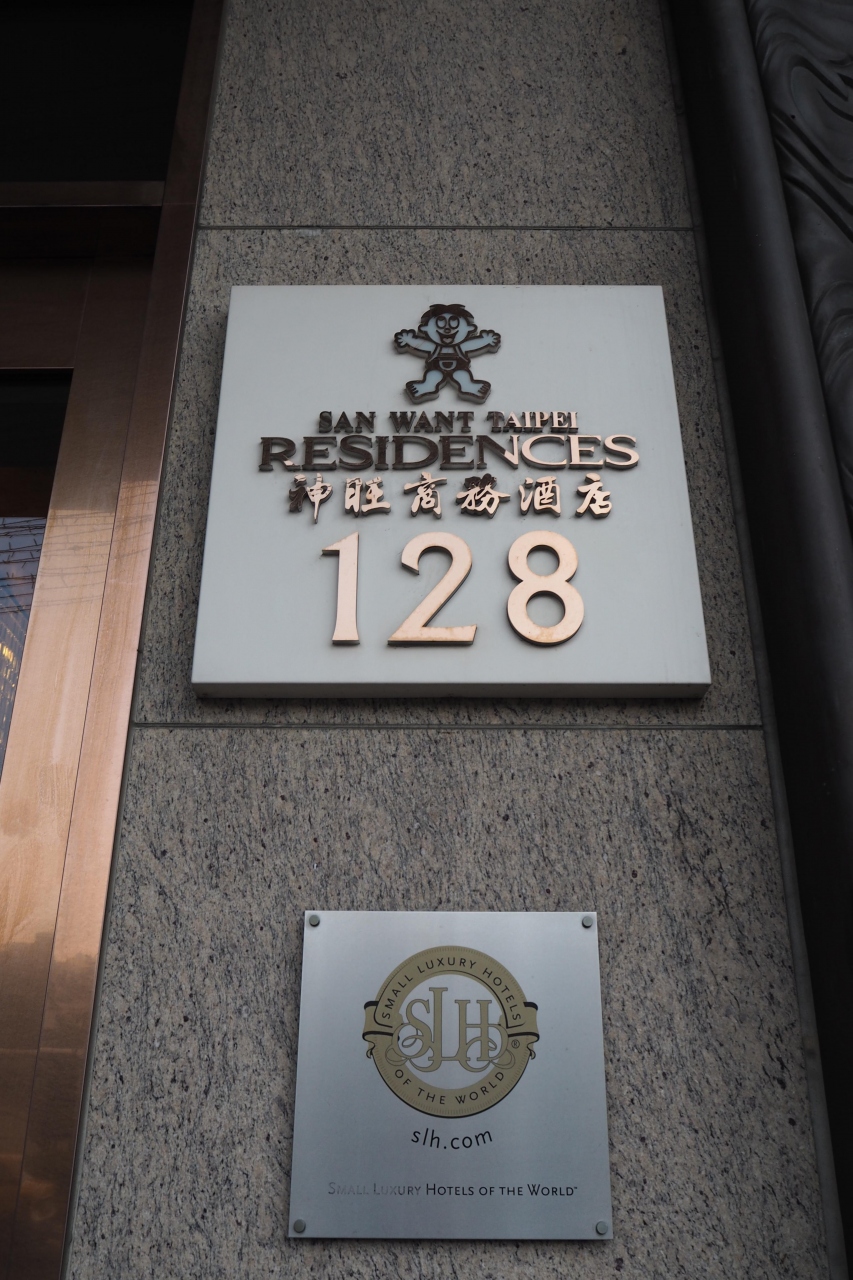 SAN WANT TAIPEI
RESIDENCES
神旺商務酒店
128
SMALL LUXURY HOTELS
SLH
®
OF THE WORLD
slh.com
SMALL LUXURY HOTELS OF THE WORLD™